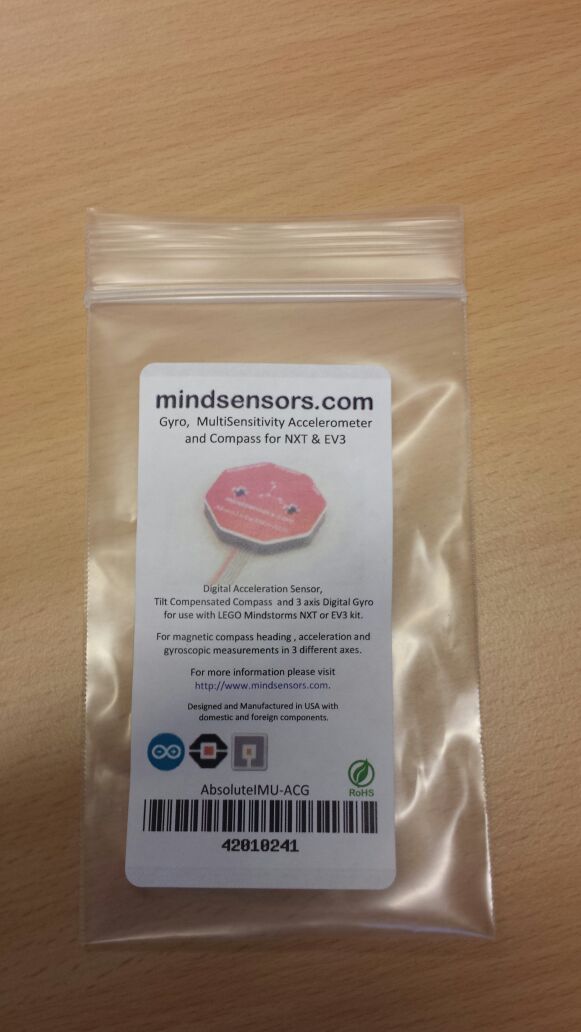 mindsensors.com
Gyro, MultiSensitivity Accelerometer
and Compass for NXT & EV3
mindsensors.com
Digital Acceleration Sensor,
Tilt Compensated Compass and 3 axis Digital Gyro
for use with LEGO Mindstorms NXT or EV3 kit.
For magnetic compass heading , acceleration and
gyroscopic measurements in 3 different axes.
For more information please visit
http://www.mindsensors.com.
Designed and Manufactured in USA with
domestic and foreign components.
RoHS
AbsoluteIMU-ACG
42010241